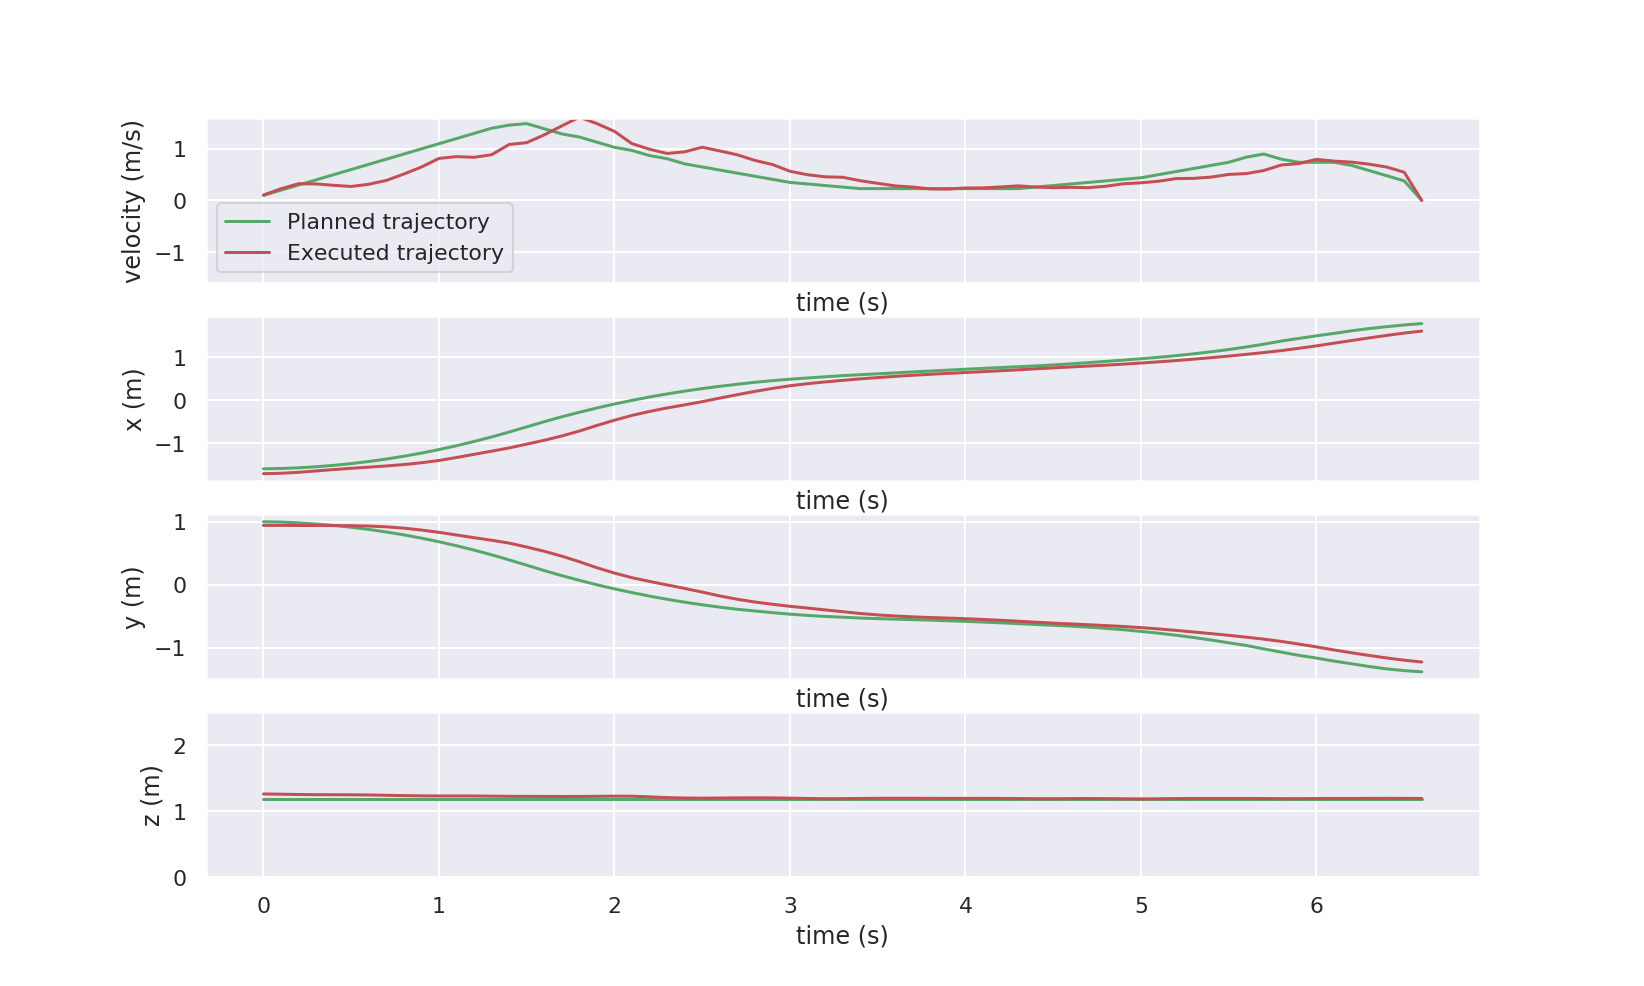 velocity (m/s)
1
0
−1
Planned trajectory
Executed trajectory
time (s)
x (m)
1
0
−1
time (s)
y (m)
1
0
−1
time (s)
z (m)
2
1
0
0 1 2 3 4 5 6
time (s)